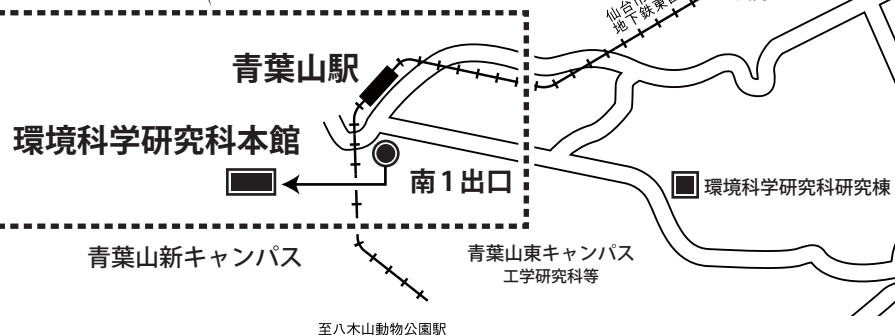 仙台市
地下鉄東西
青葉山駅
環境科学研究科本館
南1出口
環境科学研究科研究棟
青葉山新キャンパス
青葉山東キャンパス
工学研究科等
至八木山動物公園駅